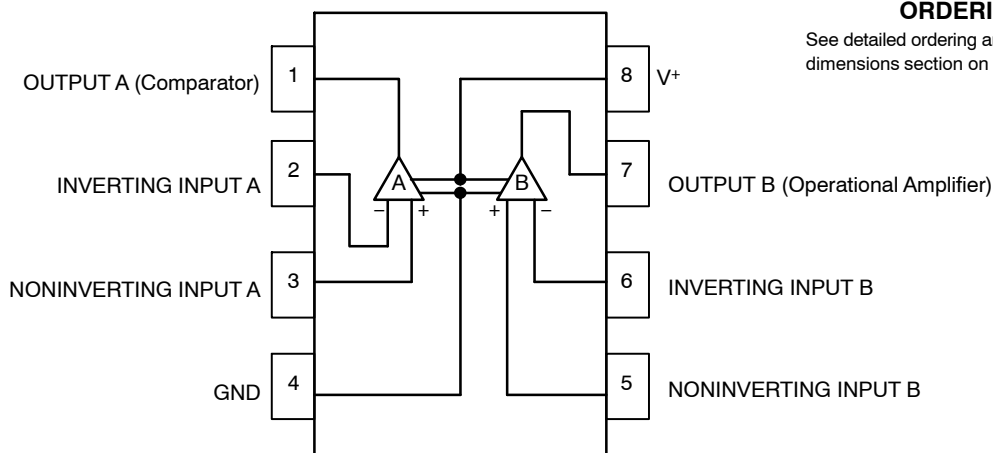 ORDERI
See detailed ordering a
dimensions section on
OUTPUT A (Comparator)
1
8
V+
INVERTING INPUT A
2
7
OUTPUT B (Operational Amplifier)
A
B
− +
+ −
NONINVERTING INPUT A
3
6
INVERTING INPUT B
GND
4
5
NONINVERTING INPUT B